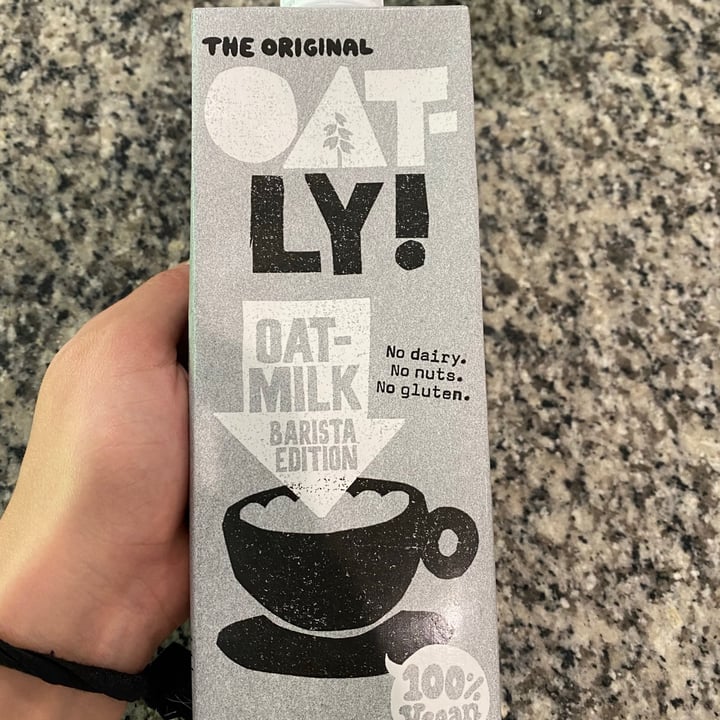 THE ORIGINAL
OAT-
LY!
OAT-
MILK
BARISTA
EDITION
No dairy.
No nuts.
No gluten.
100%
Vegan